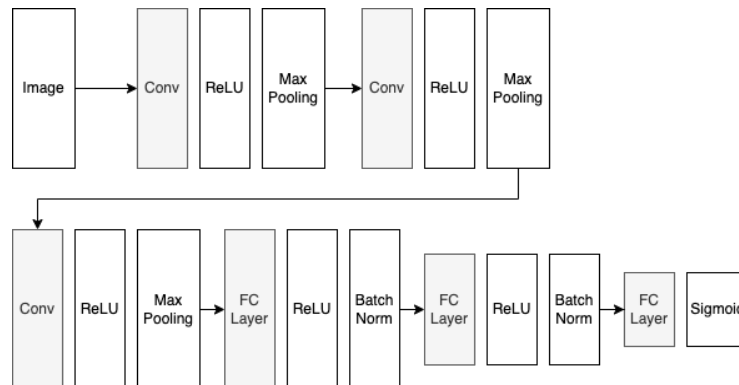 Image
Conv
ReLU
Max
Pooling
Conv
ReLU
Max
Pooling
Conv
ReLU
Max
Pooling
FC
Layer
ReLU
Batch
Norm
FC
Layer
ReLU
Batch
Norm
FC
Layer
Sigmoid